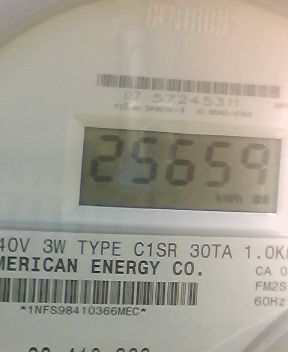 CENTRON
07 57245311
25659
kWh
40V 3W TYPE C1SR 30TA 1.0K
MERICAN ENERGY CO.
CA 0
FM2S
60Hz
*1NFS98410366MEC*